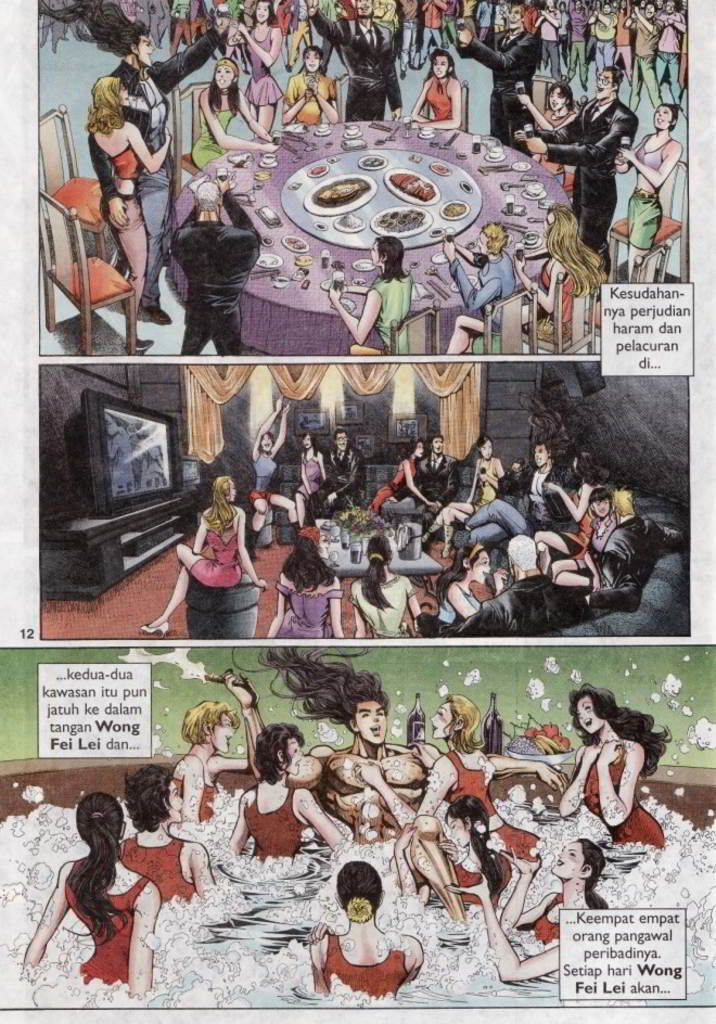 Kesudahan-
nya perjudian
haram dan
pelacuran
di...
12
...kedua-dua
kawasan itu pun
jatuh ke dalam
tangan Wong
Fei Lei dan...
...Keempat empat
orang pangawal
peribadinya.
Setiap hari Wong
Fei Lei akan...